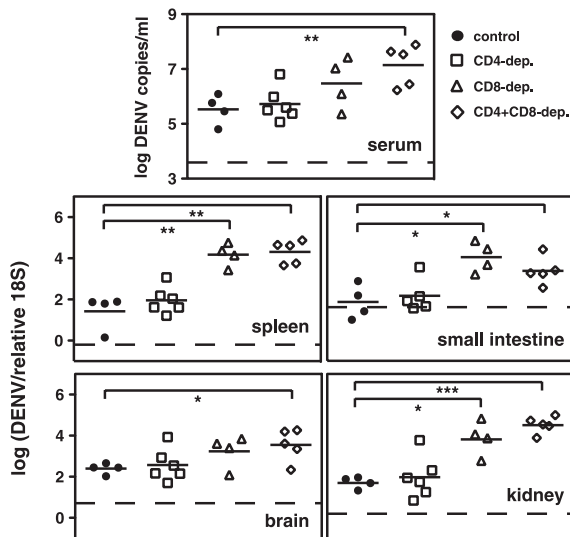 log DENV copies/ml
9
7
5
3
**
serum
control
CD4-dep.
CD8-dep.
CD4+CD8-dep.
log (DENV/relative 18S)
6
4
2
0
**
**
spleen
*
*
small intestine
6
4
2
0
*
brain
***
*
kidney